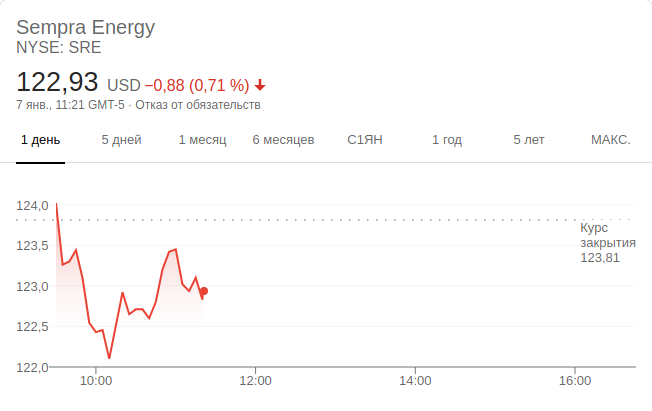 Sempra Energy
NYSE: SRE
122,93 USD −0,88 (0,71 %)
7 янв., 11:21 GMT-5 · Отказ от обязательств
1 день 5 дней 1 месяц 6 месяцев С1ЯН 1 год 5 лет МАКС.
124,0
Курс
123,5 закрытия
123,81
123,0
122,5
122,0
10:00 12:00 14:00 16:00